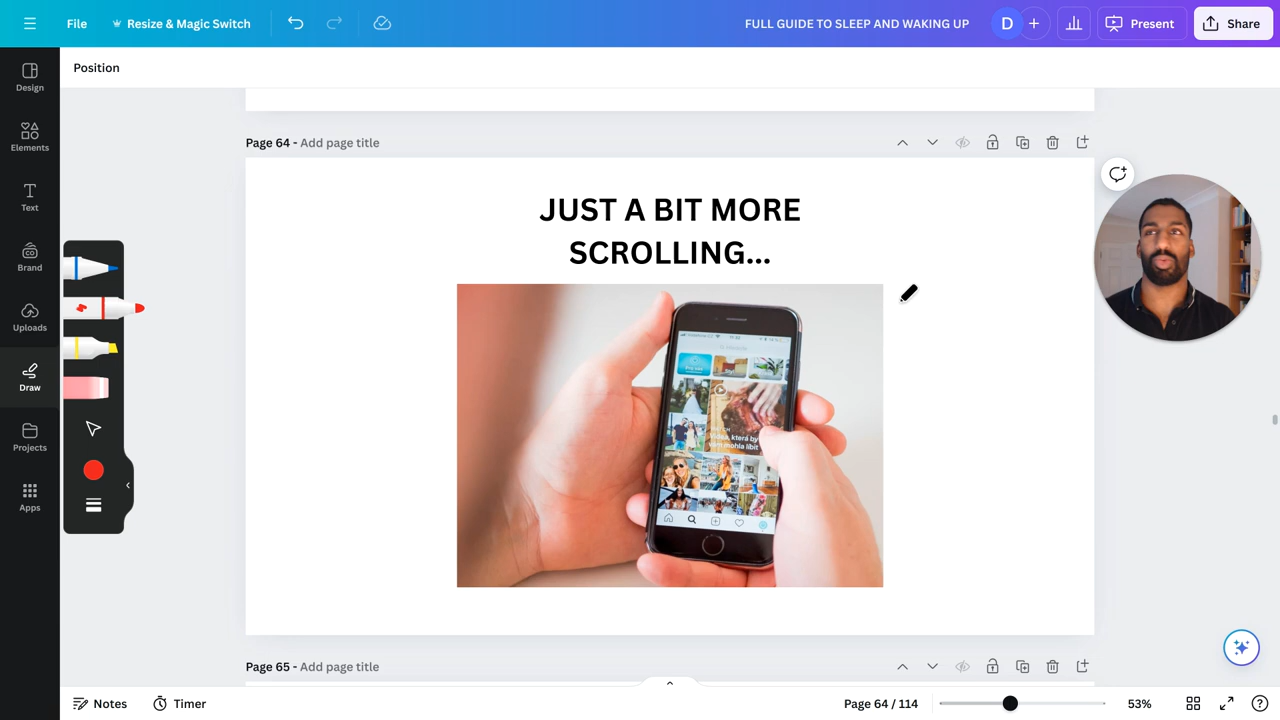 File
Resize & Magic Switch
FULL GUIDE TO SLEEP AND WAKING UP
D
Present
Share
Position
Design
Elements
Text
Brand
Uploads
Draw
Projects
Apps
Page 64 - Add page title
JUST A BIT MORE
SCROLLING...
Page 65 - Add page title
Notes
Timer
Page 64 / 114
53%